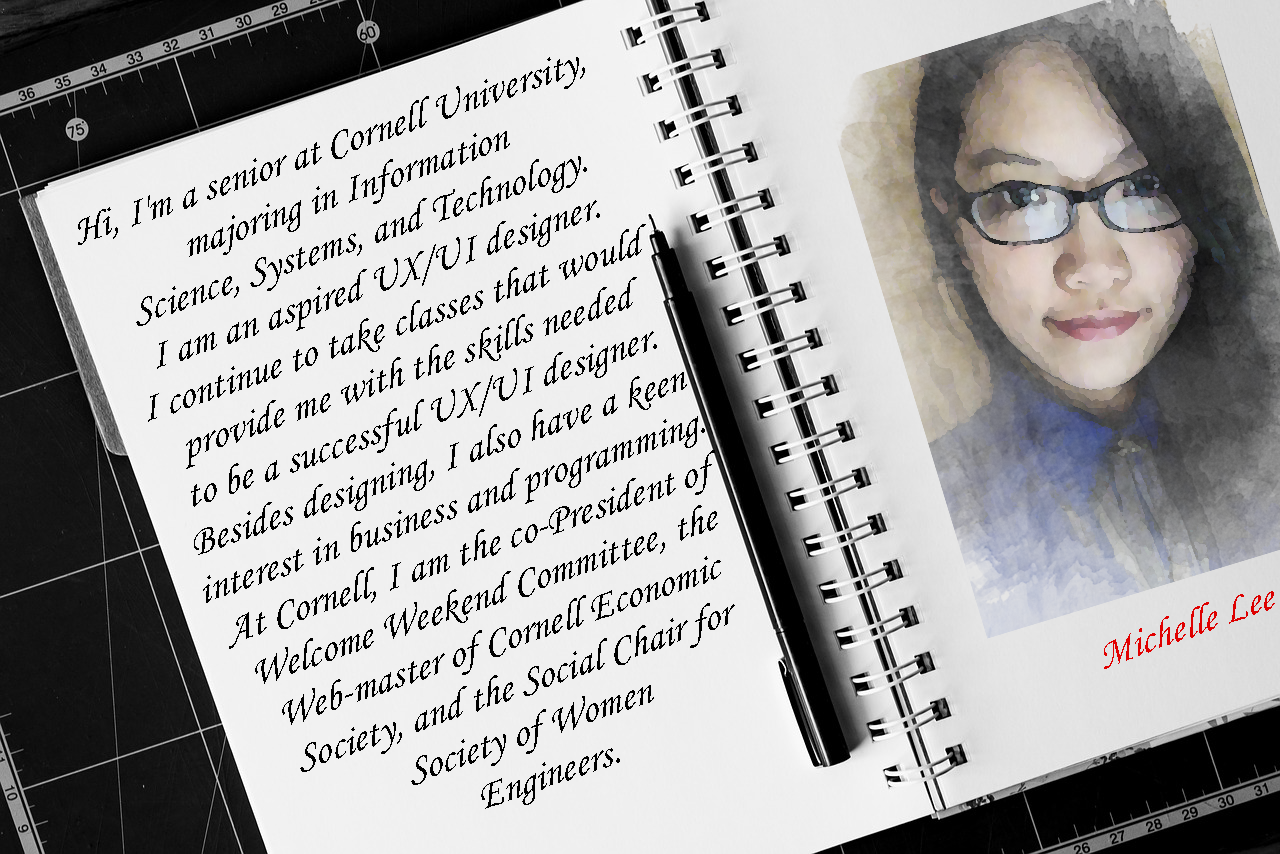 36 35 34 33 32 31 30 29 28
60
75
Hi, I'm a senior at Cornell University,
majoring in Information
Science, Systems, and Technology.
I am an aspired UX/UI designer.
I continue to take classes that would
provide me with the skills needed
to be a successful UX/UI designer.
Besides designing, I also have a keen
interest in business and programming.
At Cornell, I am the co-President of
Welcome Weekend Committee, the
Web-master of Cornell Economic
Society, and the Social Chair for
Society of Women
Engineers.
Michelle Lee
10
9
26 27 28 29 30 31